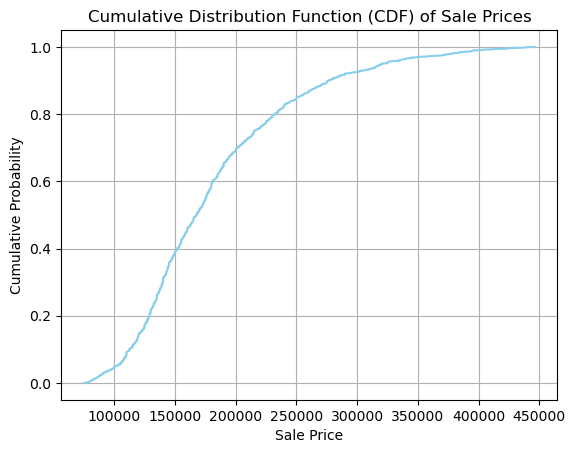 Cumulative Distribution Function (CDF) of Sale Prices
1.0
0.8
0.6
0.4
0.2
0.0
Cumulative Probability
100000 150000 200000 250000 300000 350000 400000 450000
Sale Price